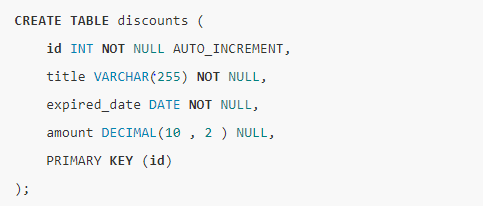 CREATE TABLE discounts (
    id INT NOT NULL AUTO_INCREMENT,
    title VARCHAR(255) NOT NULL,
    expired_date DATE NOT NULL,
    amount DECIMAL(10 , 2 ) NULL,
    PRIMARY KEY (id)
);